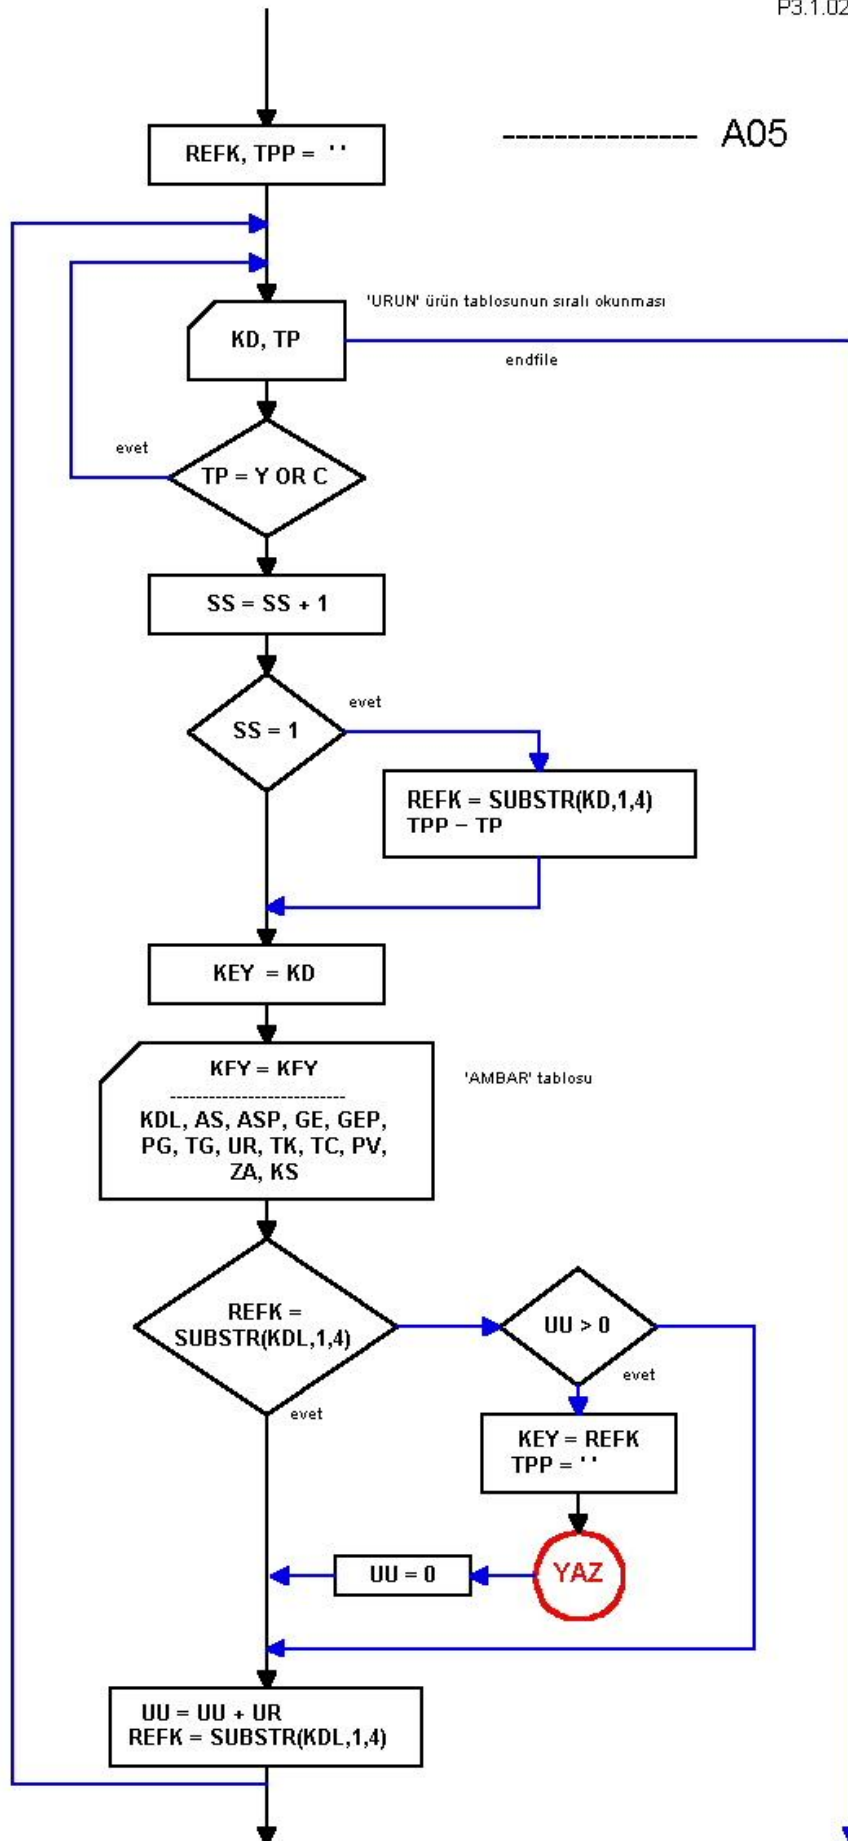 P3.1.02
REFK, TPP = ' '
--------------- A05
'URUN' ürün tablosunun sıralı okunması
KD, TP
endfile
evet
TP = Y OR C
SS = SS + 1
evet
SS = 1
REFK = SUBSTR(KD,1,4)
TPP = TP
KEY = KD
KEY = KEY
--------------------------
KDL, AS, ASP, GE, GEP,
PG, TG, UR, TK, TC, PV,
ZA, KS
'AMBAR' tablosu
REFK =
SUBSTR(KDL,1,4)
UU > 0
evet
evet
KEY = REFK
TPP = ' '
YAZ
UU = 0
UU = UU + UR
REFK = SUBSTR(KDL,1,4)